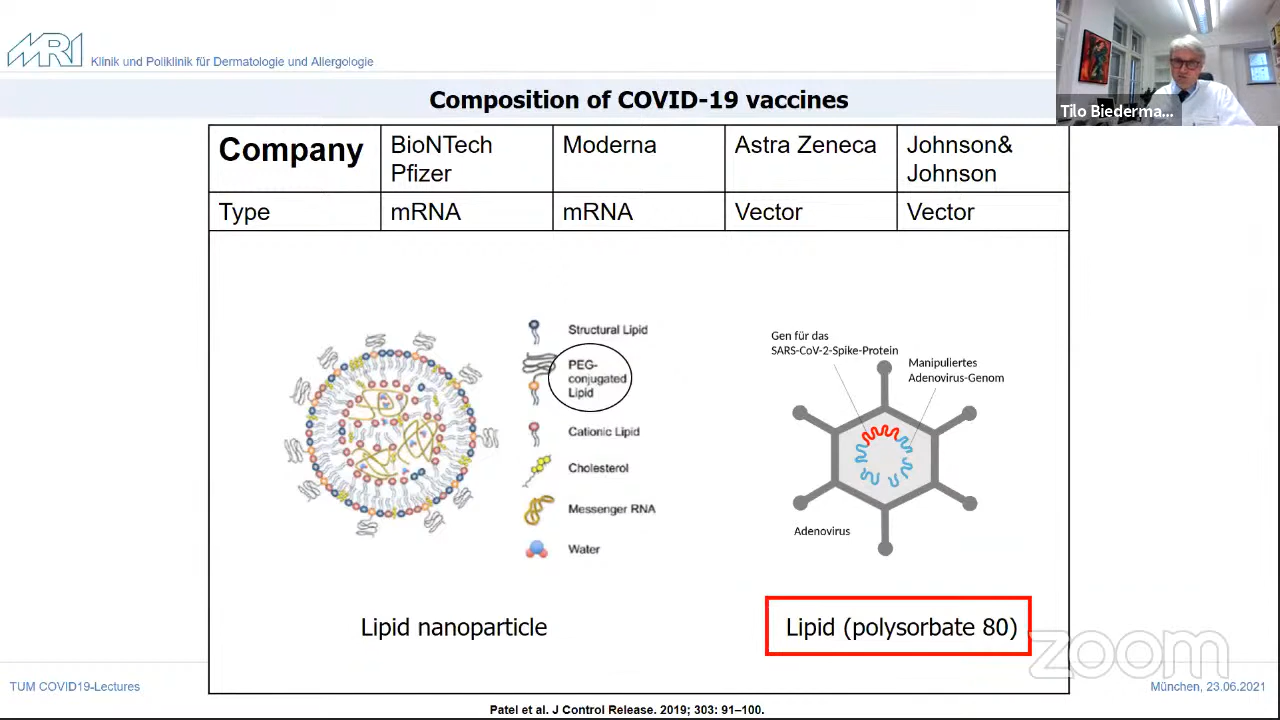 MRI Klinik und Poliklinik für Dermatologie und Allergologie
Composition of COVID-19 vaccines
Tilo Biederma...
Company
BioNTech
Pfizer
Moderna
Astra Zeneca
Johnson&
Johnson
Type
mRNA
mRNA
Vector
Vector
Structural Lipid
PEG-
conjugated
Lipid
Cationic Lipid
Cholesterol
Messenger RNA
Water
Gen für das
SARS-CoV-2-Spike-Protein
Manipuliertes
Adenovirus-Genom
Adenovirus
Lipid nanoparticle
Lipid (polysorbate 80)
zoom
TUM COVID19-Lectures
München, 23.06.2021
Patel et al. J Control Release. 2019; 303: 91–100.